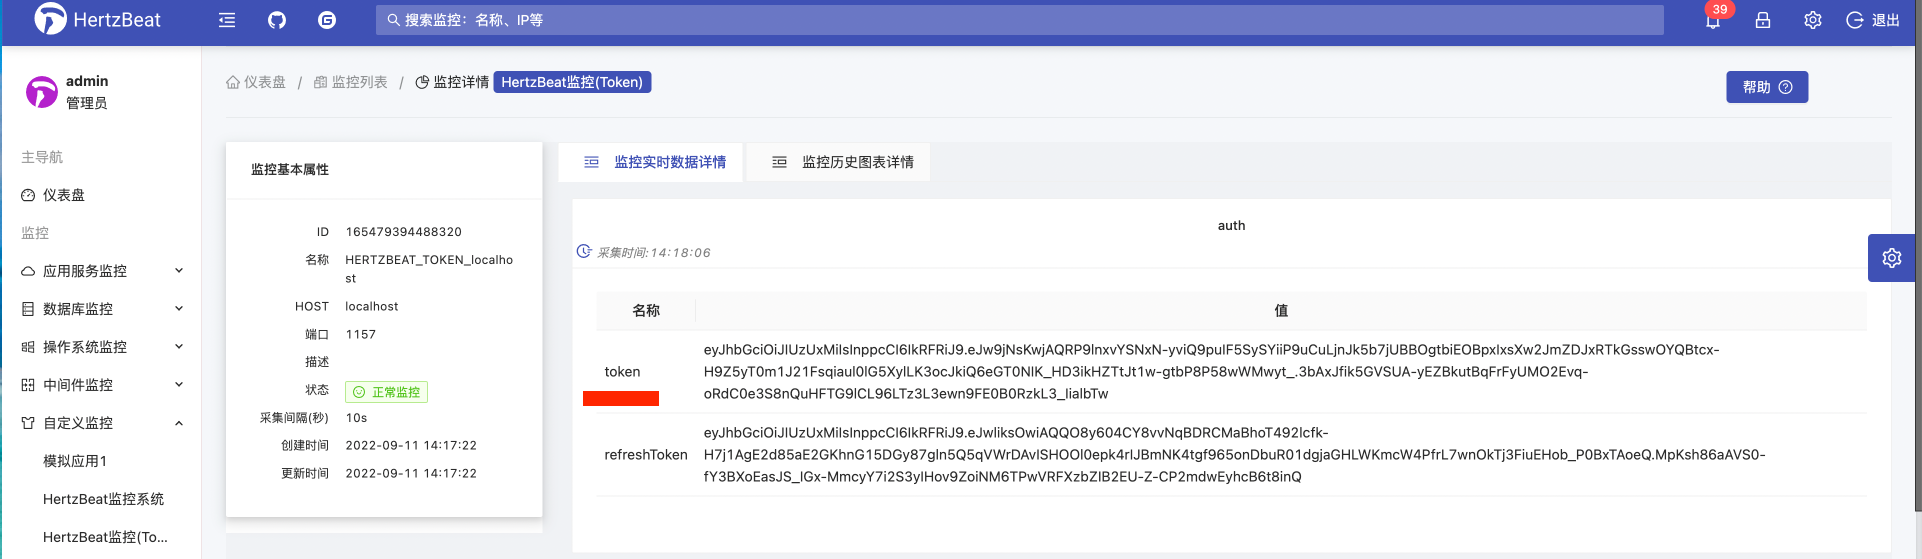 HertzBeat
搜索监控：名称、IP等
39
退出
admin
管理员
仪表盘 / 监控列表 / 监控详情 HertzBeat监控(Token)
帮助
主导航
仪表盘
监控
应用服务监控
数据库监控
操作系统监控
中间件监控
自定义监控
模拟应用1
HertzBeat监控系统
HertzBeat监控(To...
监控基本属性
ID 165479394488320
名称 HERTZBEAT_TOKEN_localho
st
HOST localhost
端口 1157
描述
状态 正常监控
采集间隔(秒) 10s
创建时间 2022-09-11 14:17:22
更新时间 2022-09-11 14:17:22
监控实时数据详情 监控历史图表详情
auth
采集时间:14:18:06
名称 值
token
eyJhbGciOiJIUzUxMiIsInppcCI6IkRFRiJ9.eJw9jNsKwjAQRP9lnxvYSNxN-yviQ9pulF5SySYiiP9uCuLjnJk5b7jUBBOgtbiEOBpxIxsXw2JmZDJxRTkGsswOYQBtcx-
H9Z5yT0m1J21Fsqiaul0lG5XylLK3ocJkiQ6eGT0NIK_HD3ikHZTtJt1w-gtbP8P58wWMwyt_.3bAxJfik5GVSUA-yEZBkutBqFrFyUMO2Evq-
oRdC0e3S8nQuHFTG9lCL96LTz3L3ewn9FE0B0RzkL3_IialbTw
refreshToken
eyJhbGciOiJIUzUxMiIsInppcCI6IkRFRiJ9.eJwliksOwiAQQO8y604CY8vvNqBDRCMaBhoT492lcfk-
H7j1AgE2d85aE2GKhnG15DGy87gIn5Q5qVWrDAvlSHOOl0epk4rIJBmNK4tgf965onDbuR01dgjaGHLWKmcW4PfrL7wnOkTj3FiuEHob_P0BxTAoeQ.MpKsh86aAVS0-
fY3BXoEasJS_lGx-MmcyY7i2S3ylHov9ZoiNM6TPwVRFXzbZIB2EU-Z-CP2mdwEyhcB6t8inQ